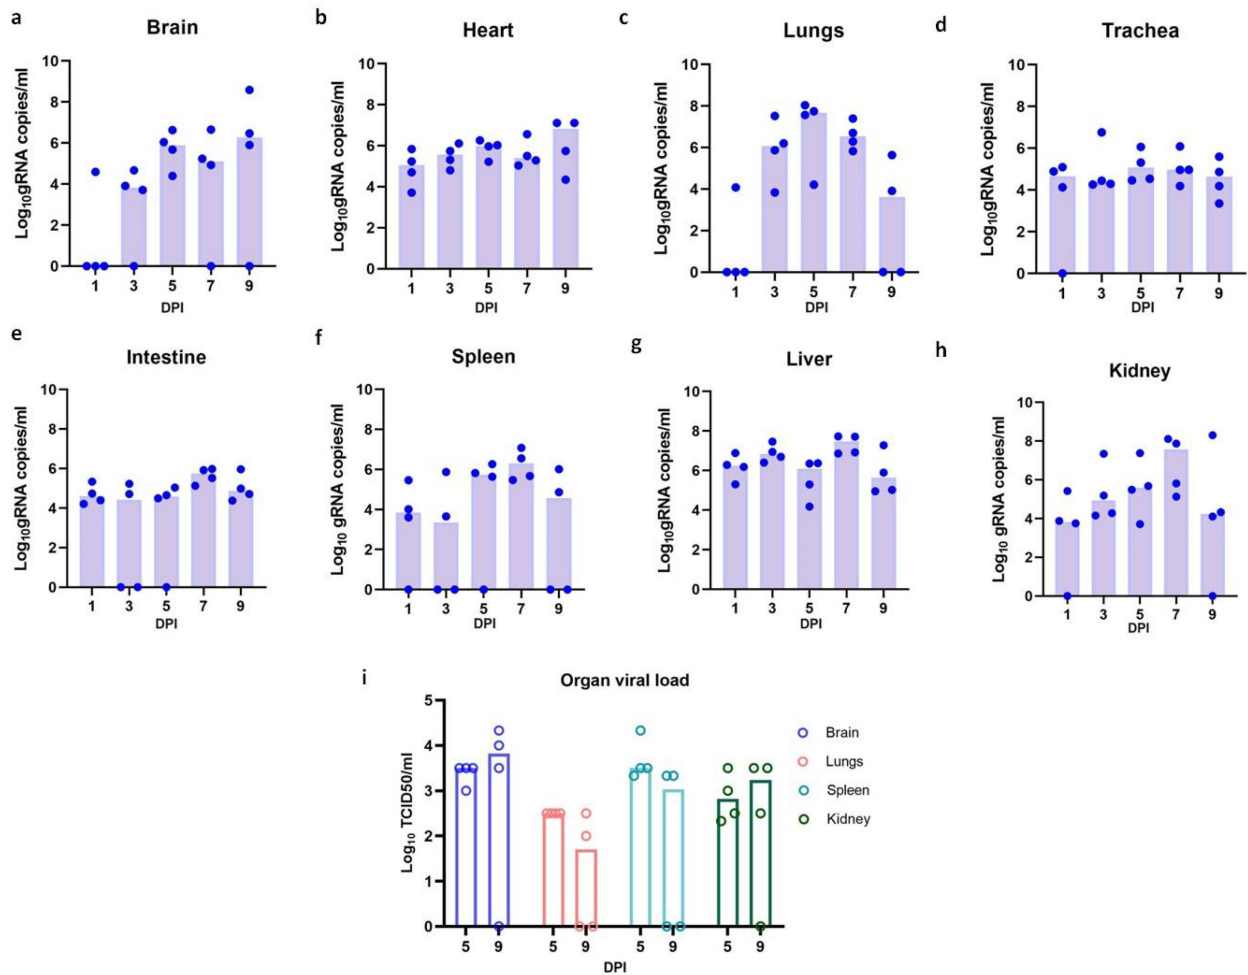 a
Brain
Log10gRNA copies/ml
10
8
6
4
2
0
1 3 5 7 9
DPI
b
Heart
Log10gRNA copies/ml
10
8
6
4
2
0
1 3 5 7 9
DPI
c
Lungs
Log10gRNA copies/ml
10
8
6
4
2
0
1 3 5 7 9
DPI
d
Trachea
Log10gRNA copies/ml
10
8
6
4
2
0
1 3 5 7 9
DPI
e
Intestine
Log10gRNA copies/ml
10
8
6
4
2
0
1 3 5 7 9
DPI
f
Spleen
Log10 gRNA copies/ml
10
8
6
4
2
0
1 3 5 7 9
DPI
g
Liver
Log10gRNA copies/ml
10
8
6
4
2
0
1 3 5 7 9
DPI
h
Kidney
Log10 gRNA copies/ml
10
8
6
4
2
0
1 3 5 7 9
DPI
i
Organ viral load
Log10 TCID50/ml
5
4
3
2
1
0
5 9 5 9 5 9 5 9
DPI
Brain
Lungs
Spleen
Kidney